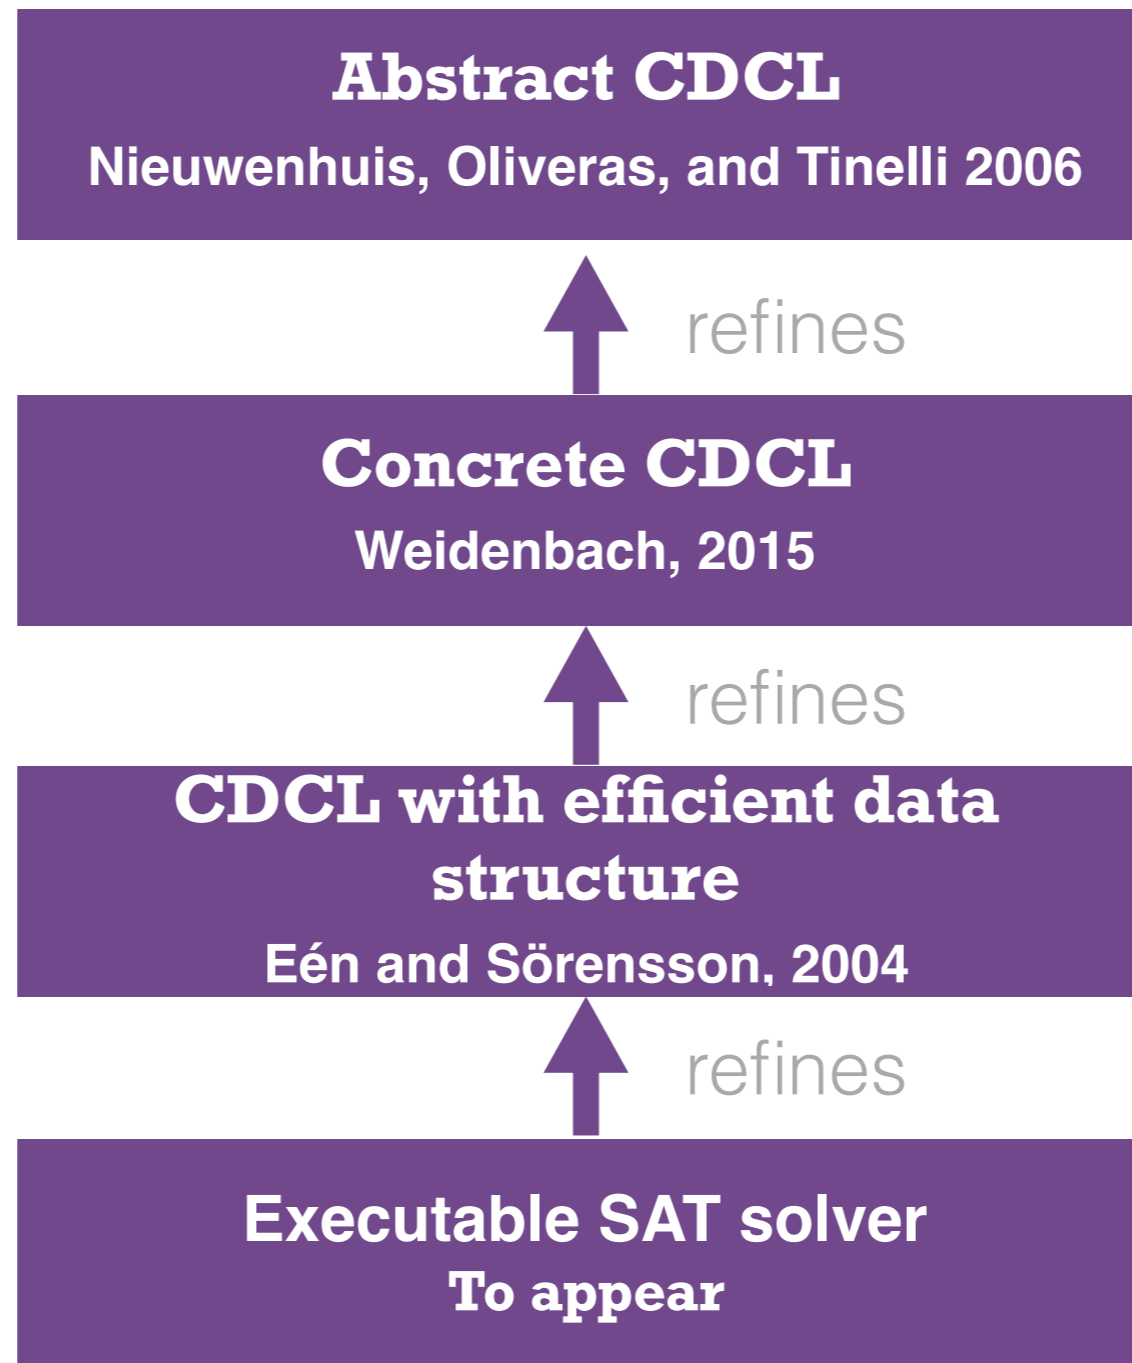 Abstract CDCL
Nieuwenhuis, Oliveras, and Tinelli 2006
refines
Concrete CDCL
Weidenbach, 2015
refines
CDCL with efficient data
structure
Eén and Sörensson, 2004
refines
Executable SAT solver
To appear